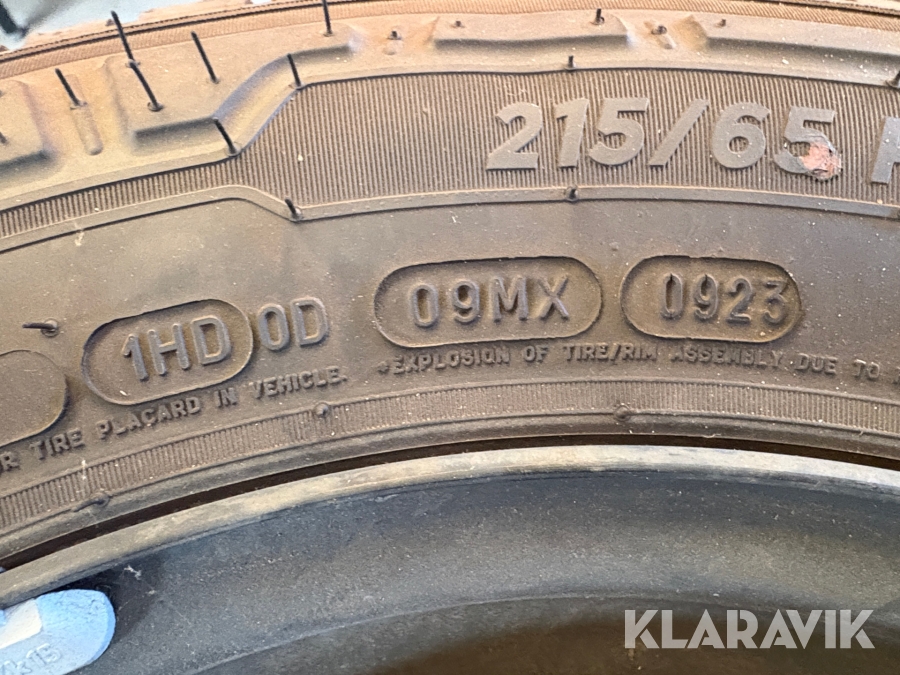 215/65
1HD 0D 09MX 0923
R TIRE PLACARD IN VEHICLE. *EXPLOSION OF TIRE/RIM ASSEMBLY DUE TO
KLARAVIK